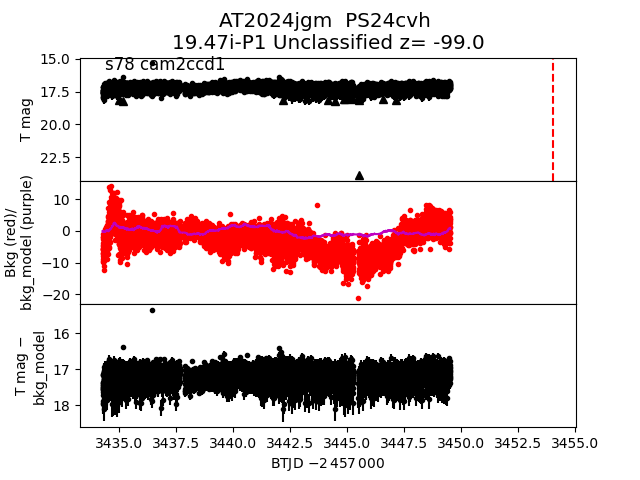 AT2024jgm  PS24cvh
19.47i-P1 Unclassified z= -99.0
s78 cam2ccd1
15.0
17.5
20.0
22.5
T mag
10
0
−10
−20
Bkg (red)/
bkg_model (purple)
16
17
18
T mag −
bkg_model
3435.0 3437.5 3440.0 3442.5 3445.0 3447.5 3450.0 3452.5 3455.0
BTJD −2 457 000